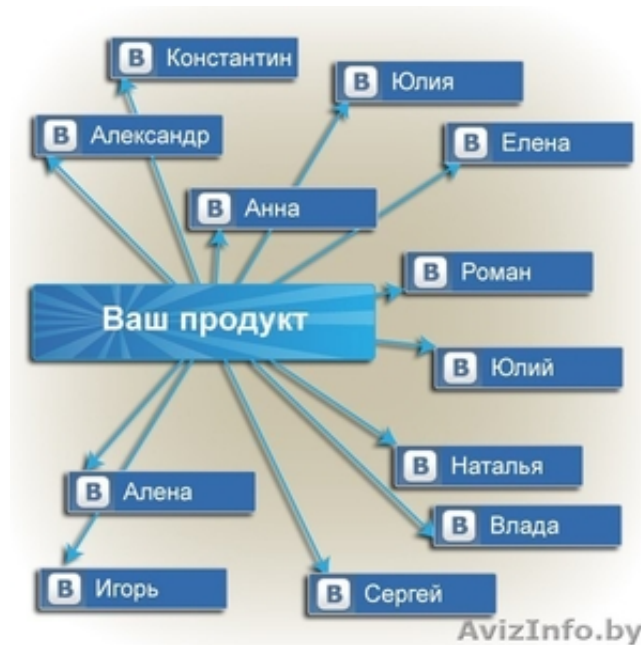 В Константин
В Юлия
В Александр
В Елена
В Анна
В Роман
Ваш продукт
В Юлий
В Наталья
В Алена
В Влада
В Игорь
В Сергей
AvizInfo.by